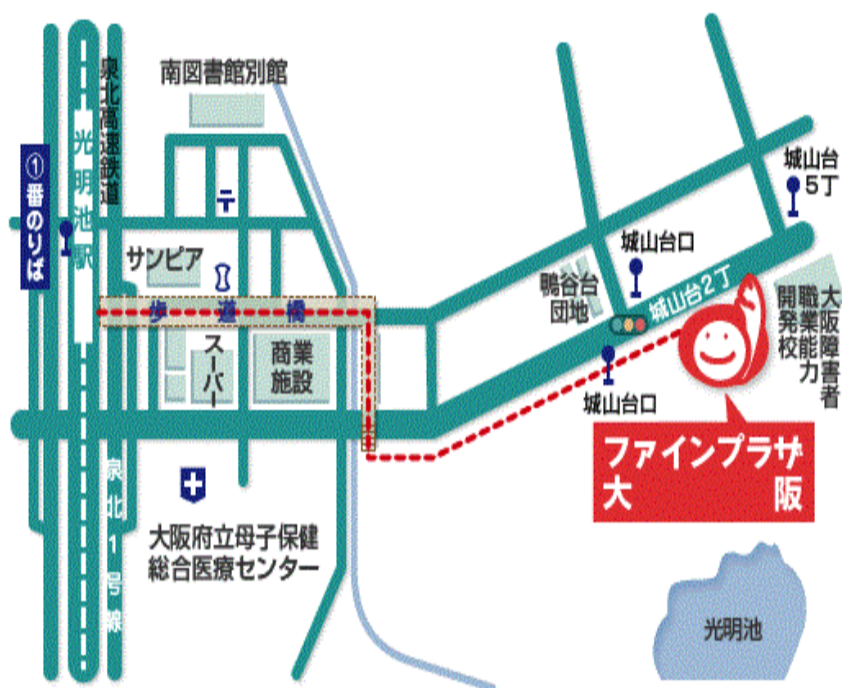 南図書館別館
泉北高速鉄道
光明池駅
①番のりば
〒
サンピア
歩道橋
スーパー
商業
施設
城山台
5丁
城山台口
鴨谷台
団地
城山台2丁
大阪障害者
職業能力
開発校
城山台口
ファインプラザ
大阪
泉北1号線
大阪府立母子保健
総合医療センター
光明池